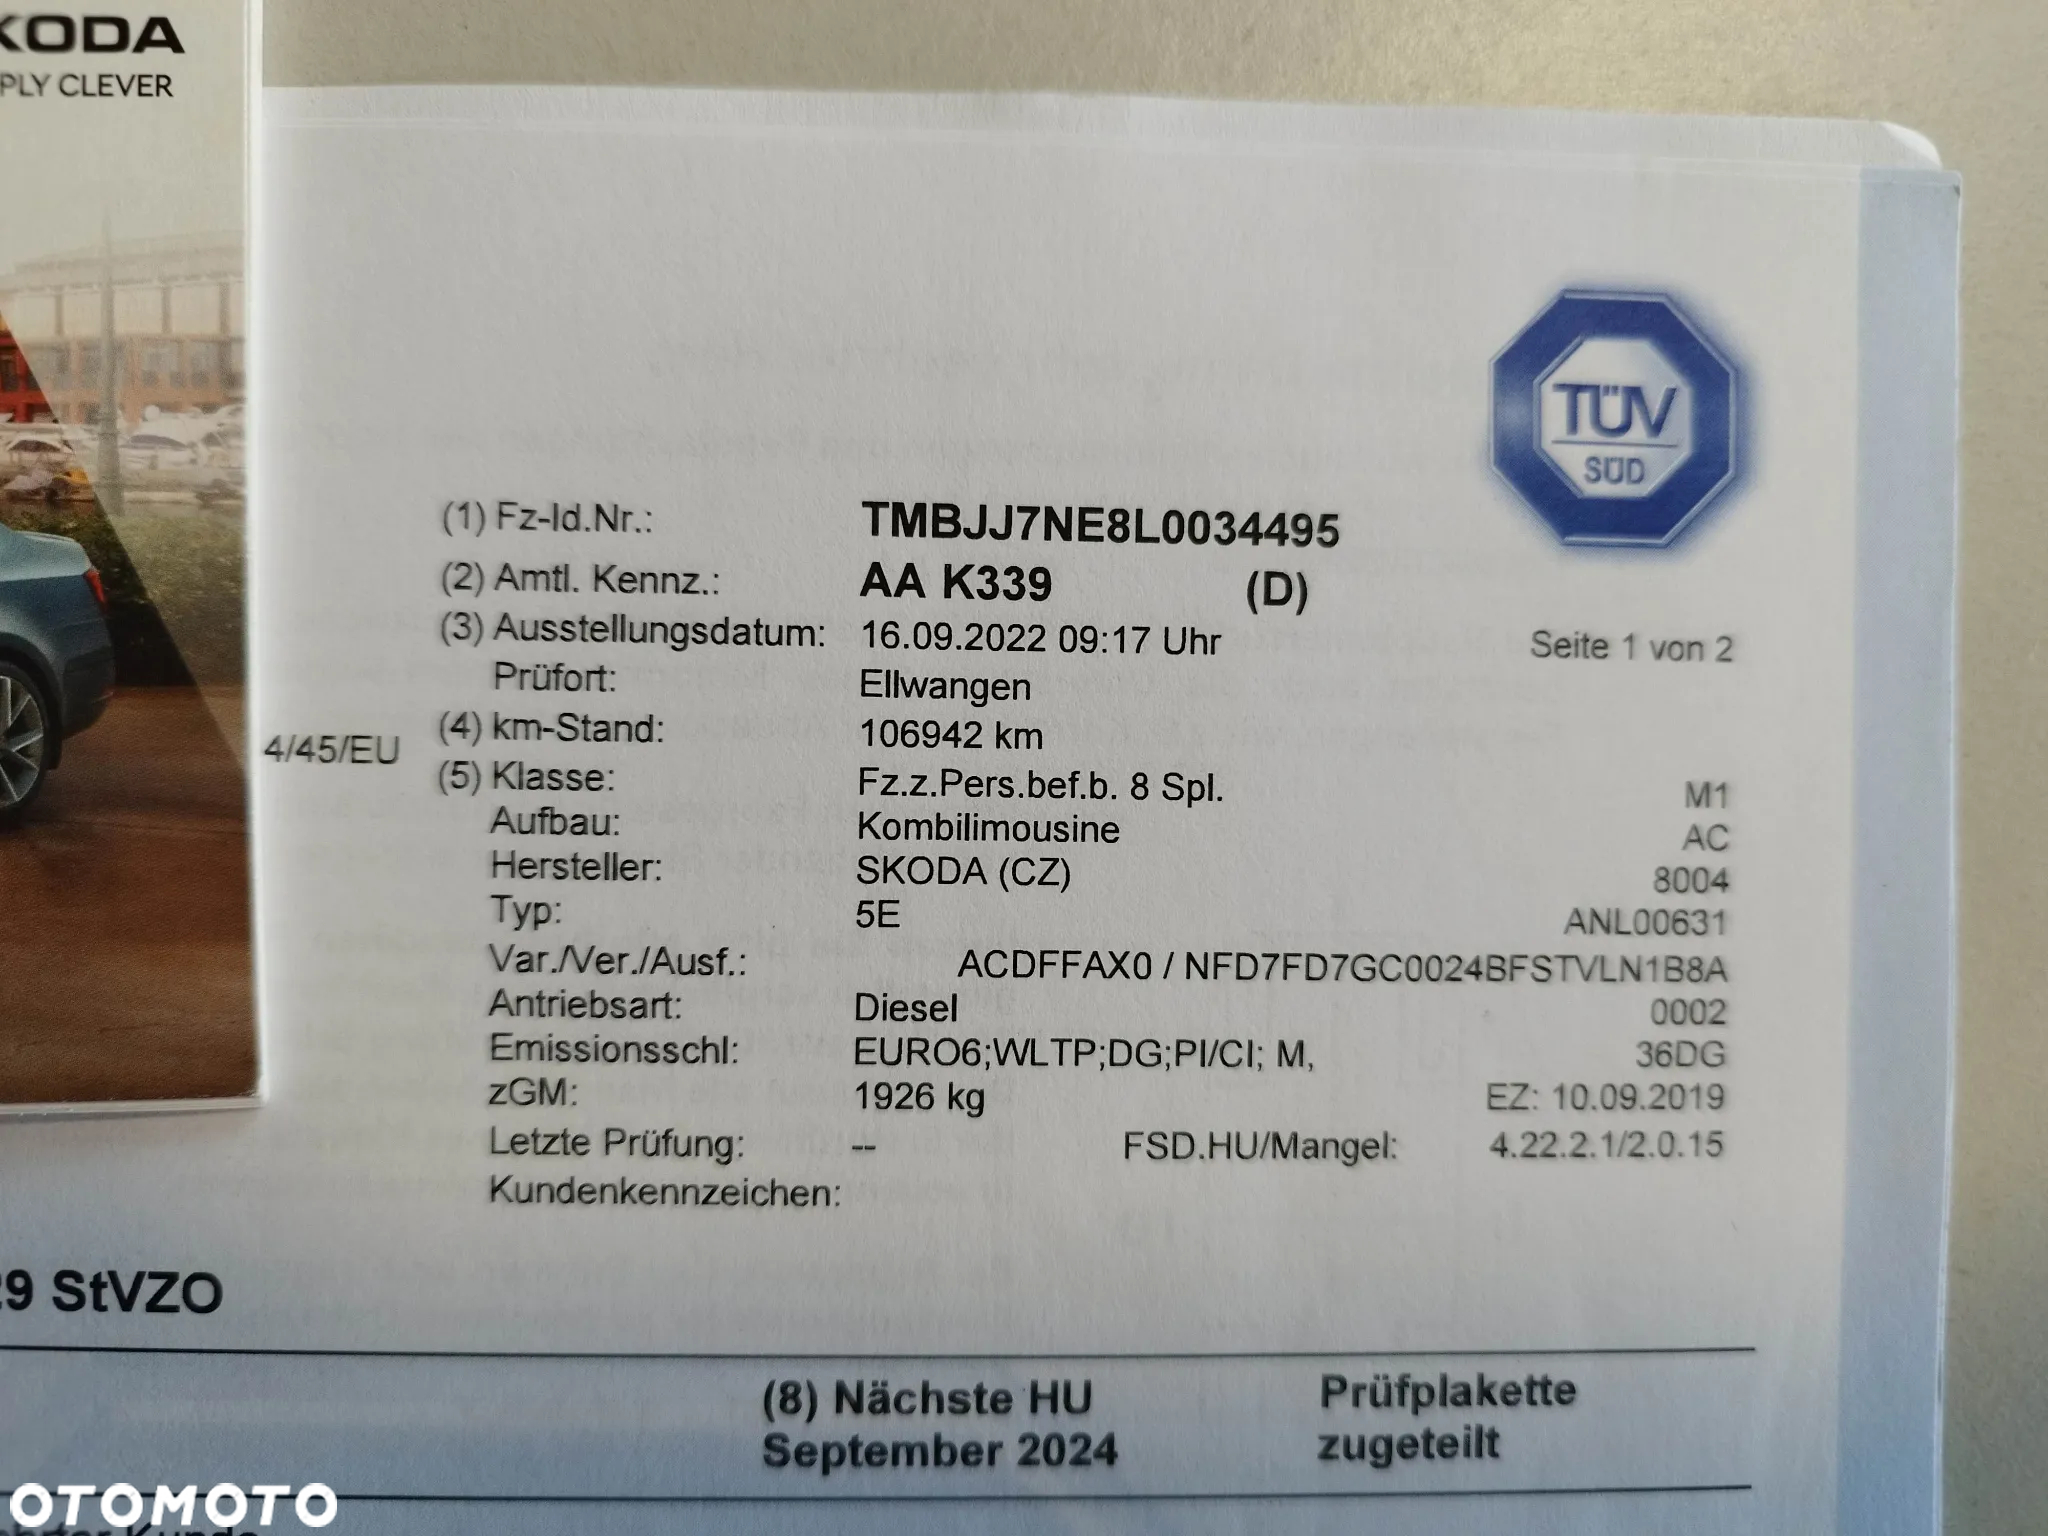 KODA
PLY CLEVER
TÜV
SÜD
(1) Fz-Id.Nr.: TMBJJ7NE8L0034495
(2) Amtl. Kennz.: AA K339 (D)
(3) Ausstellungsdatum: 16.09.2022 09:17 Uhr Seite 1 von 2
Prüfort: Ellwangen
(4) km-Stand: 106942 km
4/45/EU
(5) Klasse: Fz.z.Pers.bef.b. 8 Spl. M1
Aufbau: Kombilimousine AC
Hersteller: SKODA (CZ) 8004
Typ: 5E ANL00631
Var./Ver./Ausf.: ACDFFAX0 / NFD7FD7GC0024BFSTVLN1B8A
Antriebsart: Diesel 0002
Emissionsschl: EURO6;WLTP;DG;PI/CI; M, 36DG
zGM: 1926 kg EZ: 10.09.2019
Letzte Prüfung: -- FSD.HU/Mangel: 4.22.2.1/2.0.15
Kundenkennzeichen:
29 StVZO
(8) Nächste HU Prüfplakette
September 2024 zugeteilt
OTOMOTO